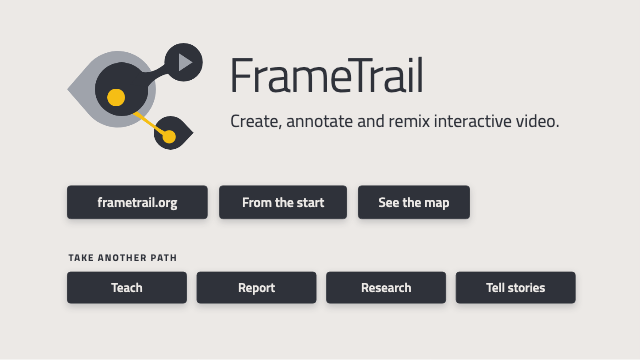 FrameTrail
Create, annotate and remix interactive video.
frametrail.org
From the start
See the map
TAKE ANOTHER PATH
Teach
Report
Research
Tell stories